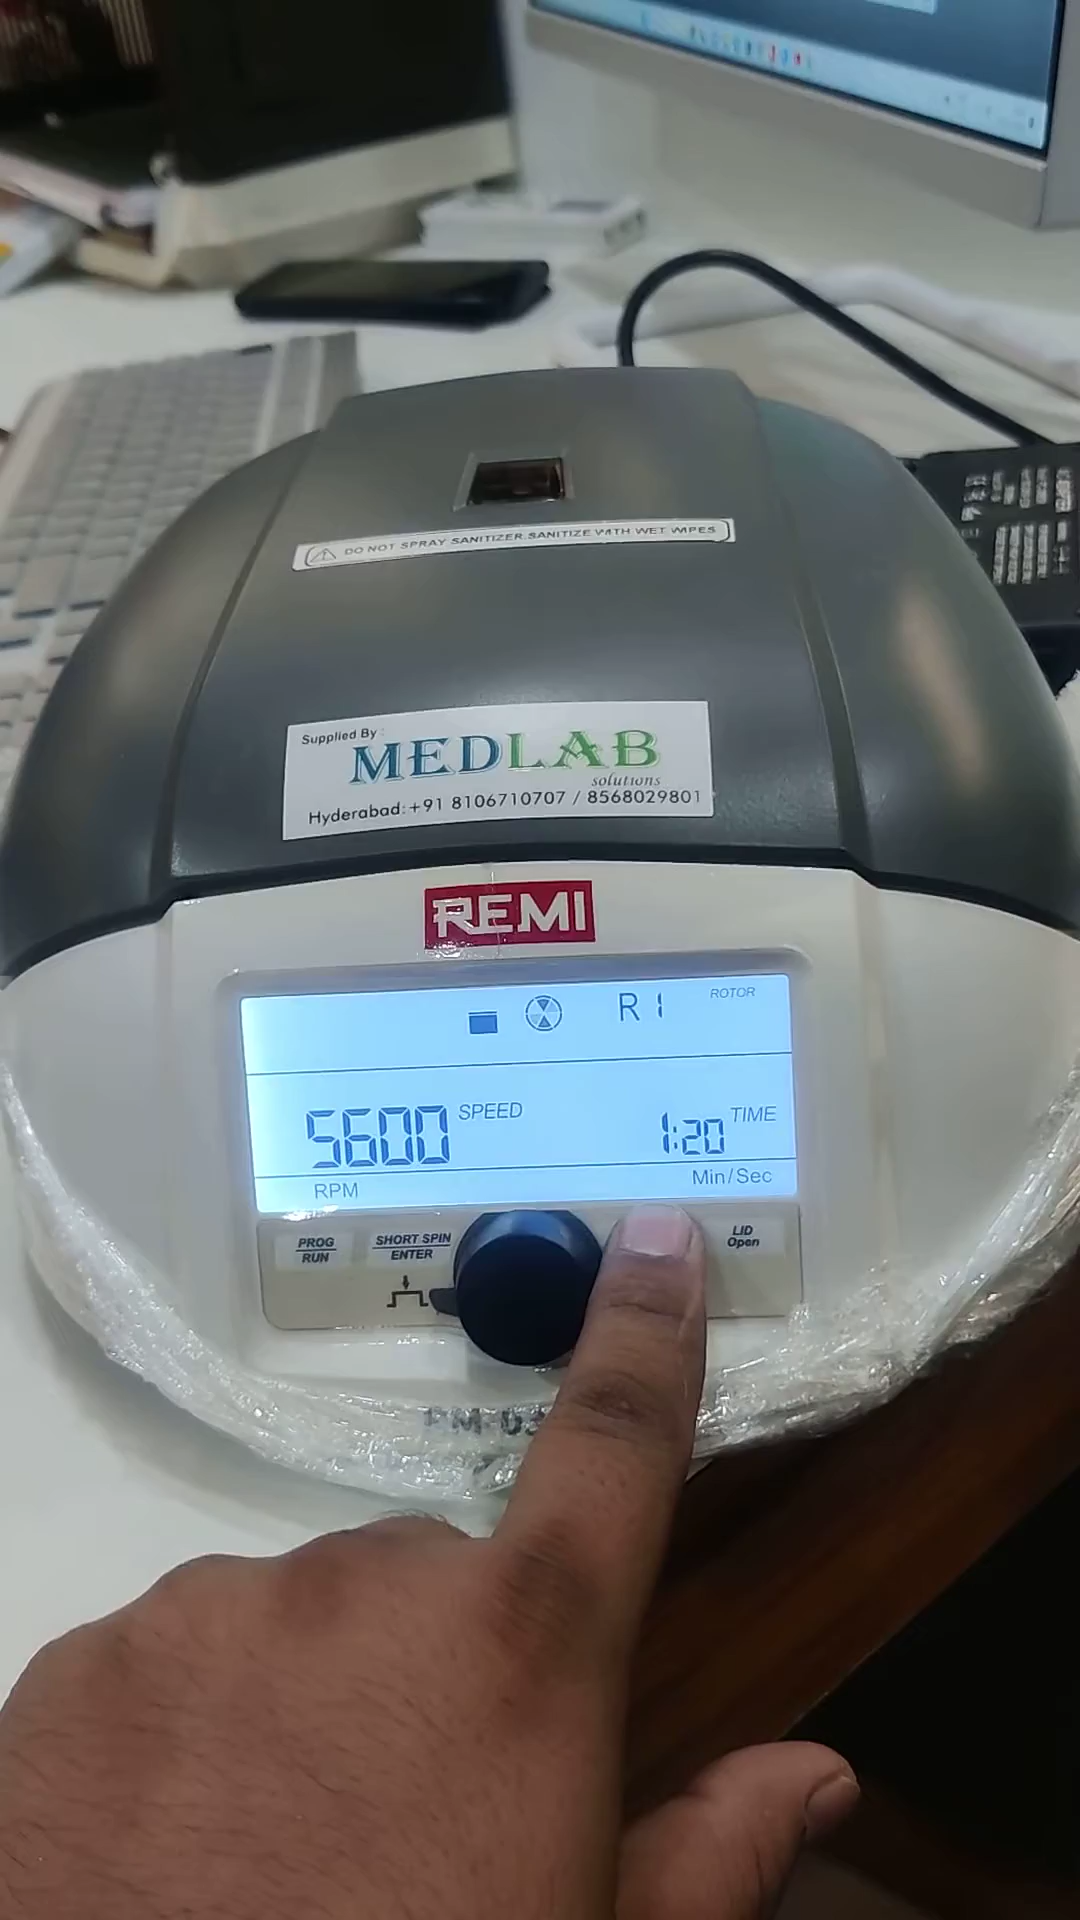 DO NOT SPRAY SANITIZER.SANITIZE WITH WET WIPES
Supplied By :
MEDLAB
solutions
Hyderabad:+91 8106710707 / 8568029801
REMI
R1 ROTOR
5600 SPEED 1:20 TIME
RPM Min/Sec
PROG
RUN
SHORT SPIN
ENTER
LID
Open